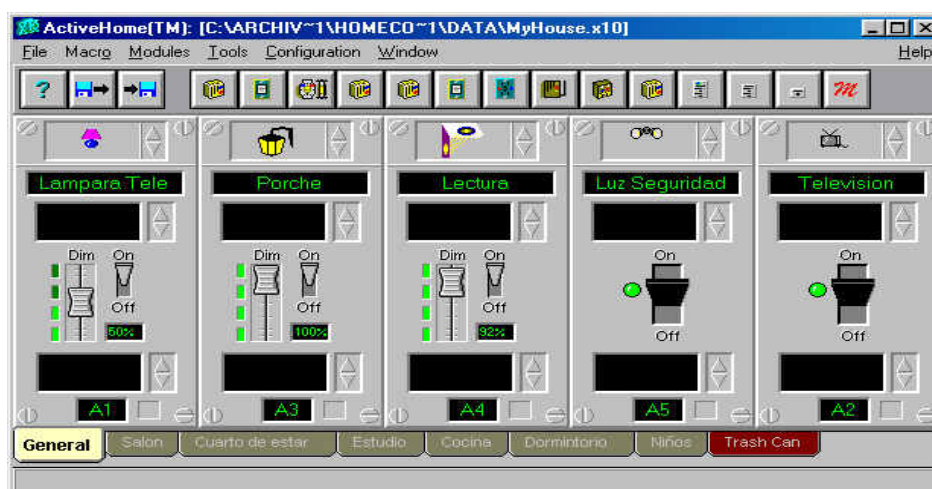 ActiveHome(TM): [C:\ARCHIV~1\HOMECO~1\DATA\MyHouse.x10]
File Macro Modules Tools Configuration Window Help
?
Lampara Tele Porche Lectura Luz Seguridad Television
Dim On Dim On Dim On On On
Off Off Off Off Off
50% 100% 92%
A1 A3 A4 A5 A2
General Salon Cuarto de estar Estudio Cocina Dormintorio Niños Trash Can